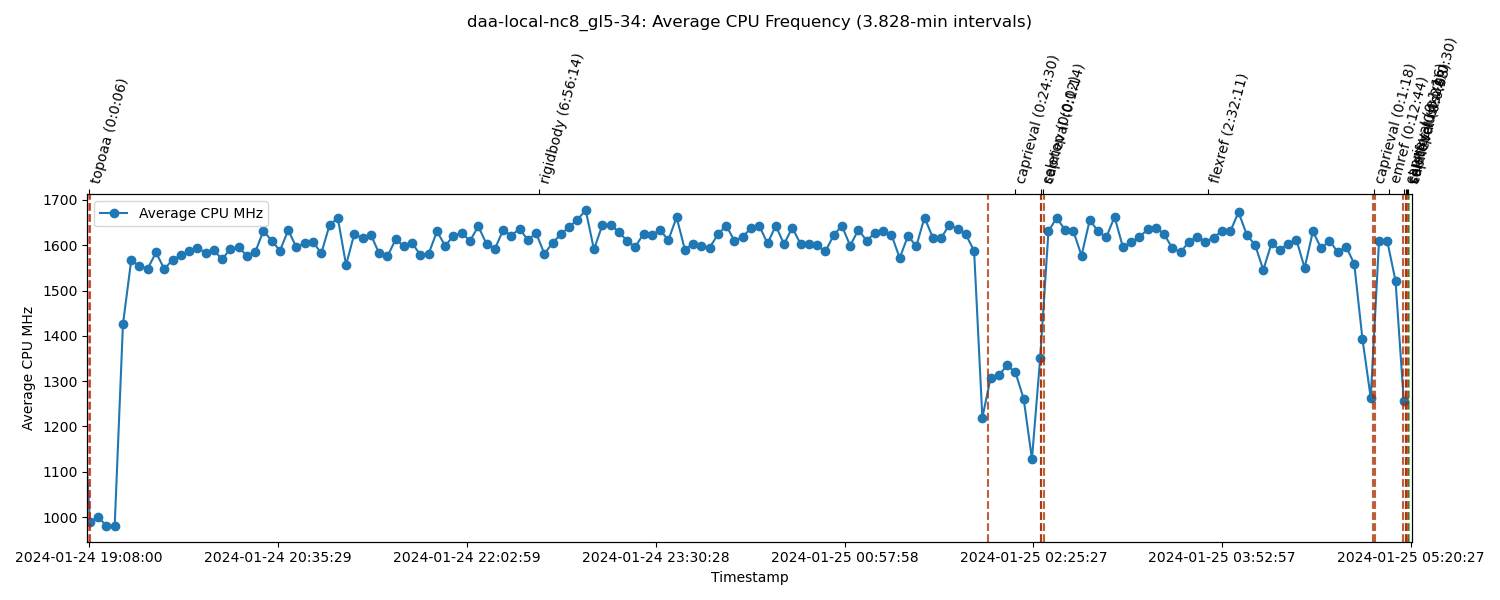 daa-local-nc8_gl5-34: Average CPU Frequency (3.828-min intervals)
topoaa (0:0:06)
rigidbody (6:56:14)
caprieval (0:24:30)
flexref (2:32:11)
caprieval (0:1:18)
emref (0:12:44)
Average CPU MHz
1700
1600
1500
1400
1300
1200
1100
1000
Average CPU MHz
2024-01-24 19:08:00
2024-01-24 20:35:29
2024-01-24 22:02:59
2024-01-24 23:30:28
2024-01-25 00:57:58
2024-01-25 02:25:27
2024-01-25 03:52:57
2024-01-25 05:20:27
Timestamp